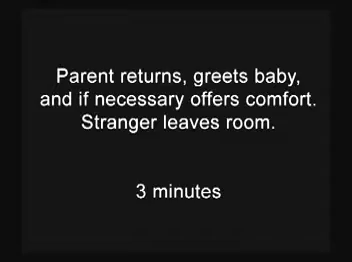 Parent returns, greets baby,
and if necessary offers comfort.
Stranger leaves room.
3 minutes